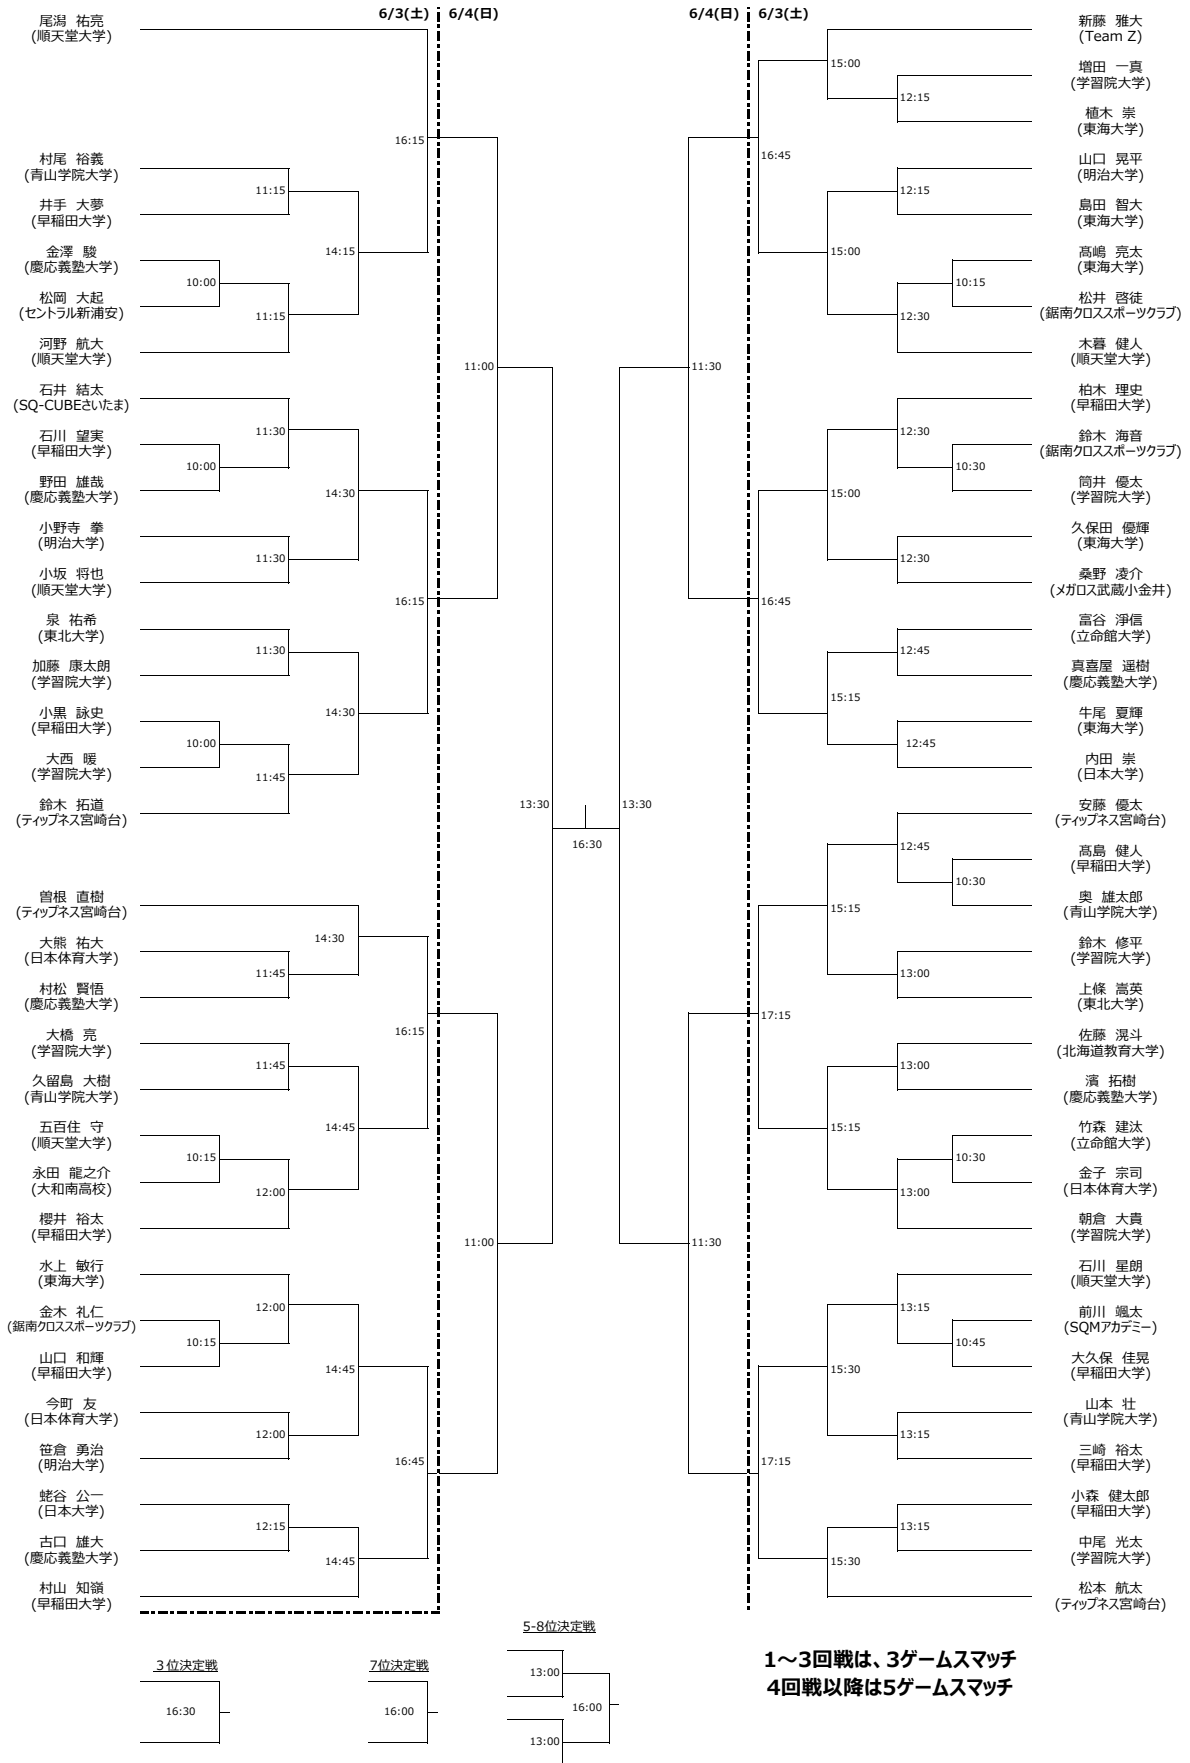 6/3(土) 6/4(日)
尾潟 祐亮
(順天堂大学)
16:15
村尾 裕義
(青山学院大学)
11:15
井手 大夢
(早稲田大学)
14:15
金澤 駿
(慶応義塾大学)
10:00
松岡 大起
(セントラル新浦安)
11:15
河野 航大
(順天堂大学)
11:00
石井 結太
(SQ-CUBEさいたま)
11:30
石川 望実
(早稲田大学)
10:00
野田 雄哉
(慶応義塾大学)
14:30
小野寺 拳
(明治大学)
11:30
小坂 将也
(順天堂大学)
16:15
泉 祐希
(東北大学)
11:30
加藤 康太朗
(学習院大学)
14:30
小黒 詠史
(早稲田大学)
10:00
大西 暖
(学習院大学)
11:45
鈴木 拓道
(ティップネス宮崎台)
13:30
16:30
曽根 直樹
(ティップネス宮崎台)
14:30
大熊 祐大
(日本体育大学)
11:45
村松 賢悟
(慶応義塾大学)
16:15
大橋 亮
(学習院大学)
11:45
久留島 大樹
(青山学院大学)
14:45
五百住 守
(順天堂大学)
10:15
永田 龍之介
(大和南高校)
12:00
櫻井 裕太
(早稲田大学)
11:00
水上 敏行
(東海大学)
12:00
金木 礼仁
(鋸南クロススポーツクラブ)
10:15
山口 和輝
(早稲田大学)
14:45
今町 友
(日本体育大学)
12:00
笹倉 勇治
(明治大学)
16:45
蛯谷 公一
(日本大学)
12:15
古口 雄大
(慶応義塾大学)
14:45
村山 知嶺
(早稲田大学)
6/4(日) 6/3(土)
新藤 雅大
(Team Z)
15:00
増田 一真
(学習院大学)
12:15
植木 崇
(東海大学)
16:45
山口 晃平
(明治大学)
12:15
島田 智大
(東海大学)
15:00
髙嶋 亮太
(東海大学)
10:15
松井 啓徒
(鋸南クロススポーツクラブ)
12:30
木暮 健人
(順天堂大学)
11:30
柏木 理史
(早稲田大学)
12:30
鈴木 海音
(鋸南クロススポーツクラブ)
10:30
筒井 優太
(学習院大学)
15:00
久保田 優輝
(東海大学)
12:30
桑野 凌介
(メガロス武蔵小金井)
16:45
富谷 淨信
(立命館大学)
12:45
真喜屋 遥樹
(慶応義塾大学)
15:15
牛尾 夏輝
(東海大学)
12:45
内田 崇
(日本大学)
13:30
安藤 優太
(ティップネス宮崎台)
12:45
髙島 健人
(早稲田大学)
10:30
奥 雄太郎
(青山学院大学)
15:15
鈴木 修平
(学習院大学)
13:00
上條 嵩英
(東北大学)
17:15
佐藤 滉斗
(北海道教育大学)
13:00
濱 拓樹
(慶応義塾大学)
15:15
竹森 建汰
(立命館大学)
10:30
金子 宗司
(日本体育大学)
13:00
朝倉 大貴
(学習院大学)
11:30
石川 星朗
(順天堂大学)
13:15
前川 颯太
(SQMアカデミー)
10:45
大久保 佳晃
(早稲田大学)
15:30
山本 壮
(青山学院大学)
13:15
三崎 裕太
(早稲田大学)
17:15
小森 健太郎
(早稲田大学)
13:15
中尾 光太
(学習院大学)
15:30
松本 航太
(ティップネス宮崎台)
3位決定戦
16:30
7位決定戦
16:00
5-8位決定戦
13:00
16:00
13:00
1～3回戦は、3ゲームスマッチ
4回戦以降は5ゲームスマッチ